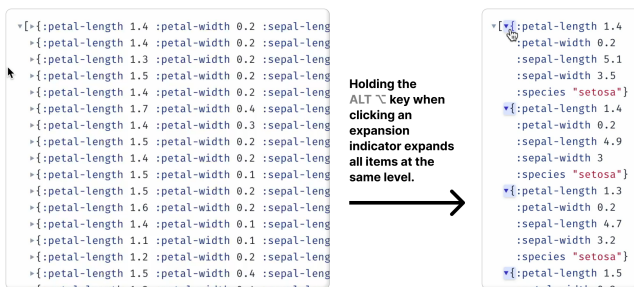 ▼[▶{:petal-length 1.4 :petal-width 0.2 :sepal-leng
▶{:petal-length 1.4 :petal-width 0.2 :sepal-leng
▶{:petal-length 1.3 :petal-width 0.2 :sepal-leng
▶{:petal-length 1.5 :petal-width 0.2 :sepal-leng
▶{:petal-length 1.4 :petal-width 0.2 :sepal-leng
▶{:petal-length 1.7 :petal-width 0.4 :sepal-leng
▶{:petal-length 1.4 :petal-width 0.3 :sepal-leng
▶{:petal-length 1.5 :petal-width 0.2 :sepal-leng
▶{:petal-length 1.4 :petal-width 0.2 :sepal-leng
▶{:petal-length 1.5 :petal-width 0.1 :sepal-leng
▶{:petal-length 1.5 :petal-width 0.2 :sepal-leng
▶{:petal-length 1.6 :petal-width 0.2 :sepal-leng
▶{:petal-length 1.4 :petal-width 0.1 :sepal-leng
▶{:petal-length 1.1 :petal-width 0.1 :sepal-leng
▶{:petal-length 1.2 :petal-width 0.2 :sepal-leng
▶{:petal-length 1.5 :petal-width 0.4 :sepal-leng
Holding the
ALT ⌥ key when
clicking an
expansion
indicator expands
all items at the
same level.
▼[▼{:petal-length 1.4
:petal-width 0.2
:sepal-length 5.1
:sepal-width 3.5
:species "setosa"}
▼{:petal-length 1.4
:petal-width 0.2
:sepal-length 4.9
:sepal-width 3
:species "setosa"}
▼{:petal-length 1.3
:petal-width 0.2
:sepal-length 4.7
:sepal-width 3.2
:species "setosa"}
▼{:petal-length 1.5